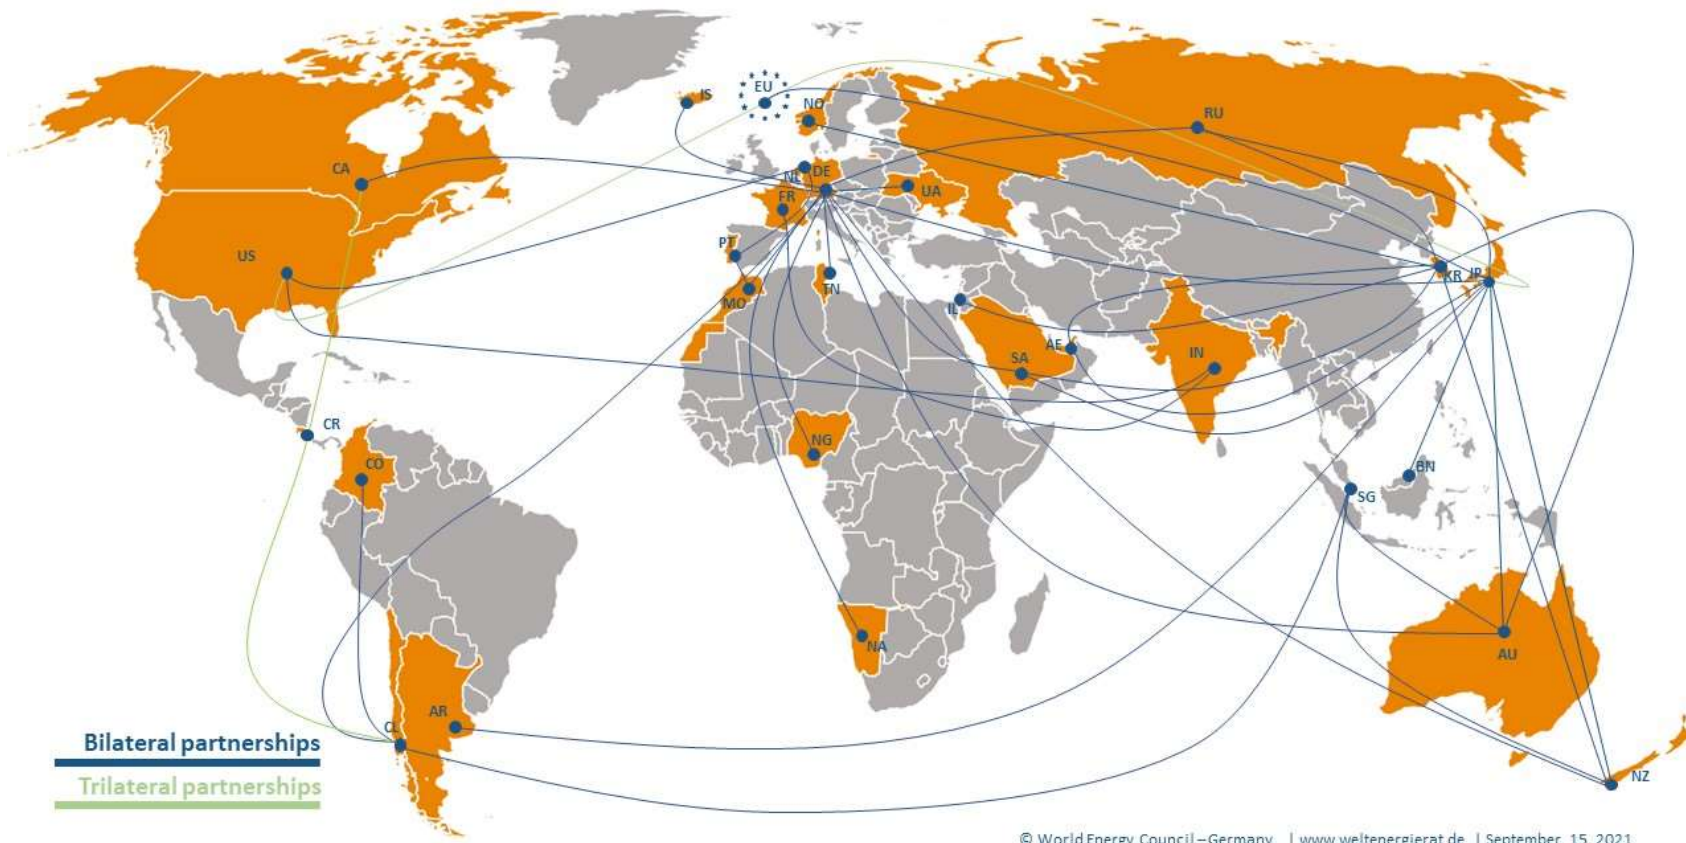 IS
EU
NO
RU
CA
NL
DE
UA
FR
US
PT
MO
TN
IL
KR
JP
AE
SA
IN
CR
CO
NG
BN
SG
NA
AU
AR
CL
NZ
Bilateral partnerships
Trilateral partnerships
© World Energy Council – Germany | www.weltenergierat.de | September, 15, 2021